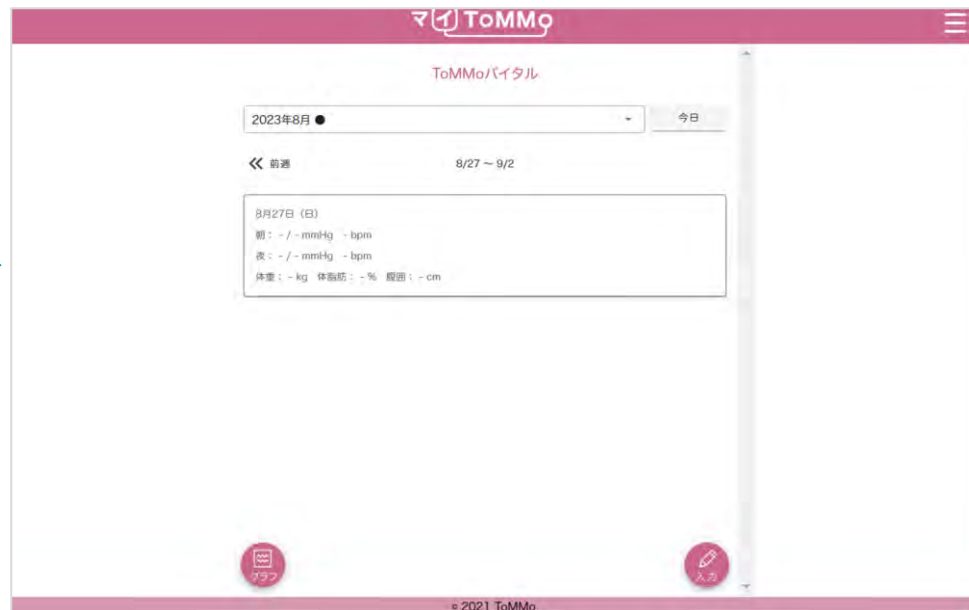 マイToMMo
ToMMoバイタル
2023年8月 ●
今日
前週
8/27 ~ 9/2
8月27日（日）
朝： - / - mmHg - bpm
夜： - / - mmHg - bpm
体重： - kg 体脂肪： - % 腹囲： - cm
グラフ
入力
© 2021 ToMMo